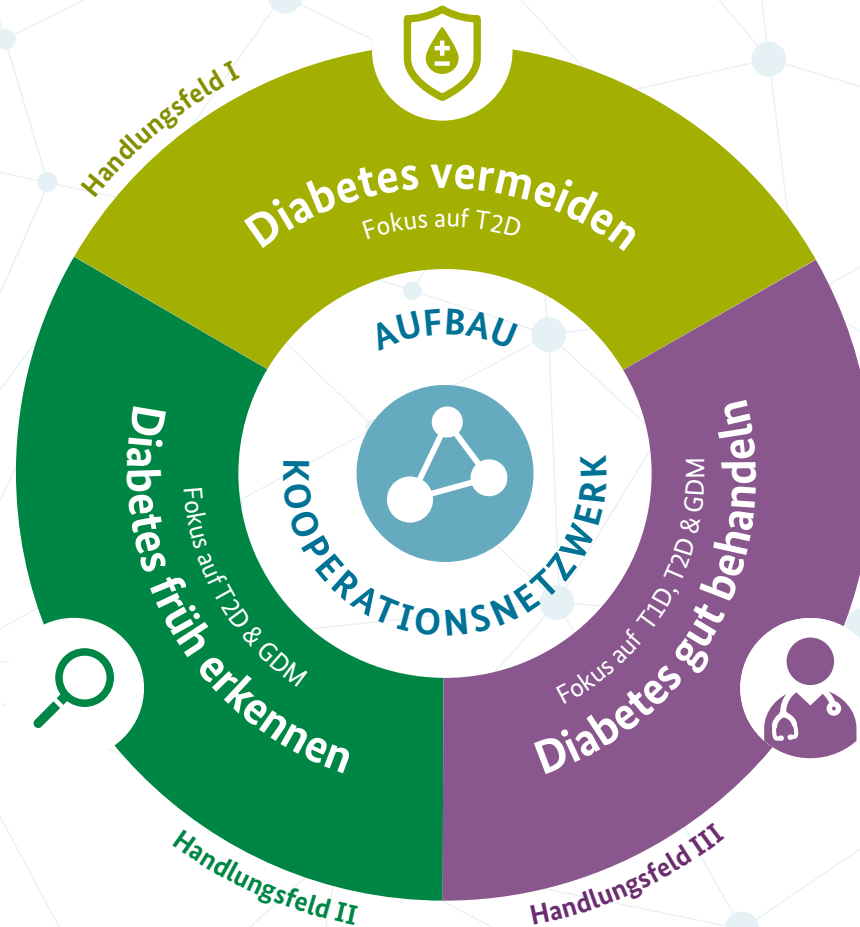 Handlungsfeld I
Diabetes vermeiden
Fokus auf T2D
AUFBAU
KOOPERATIONSNETZWERK
Diabetes früh erkennen
Fokus auf T2D & GDM
Handlungsfeld II
Fokus auf T1D, T2D & GDM
Diabetes gut behandeln
Handlungsfeld III